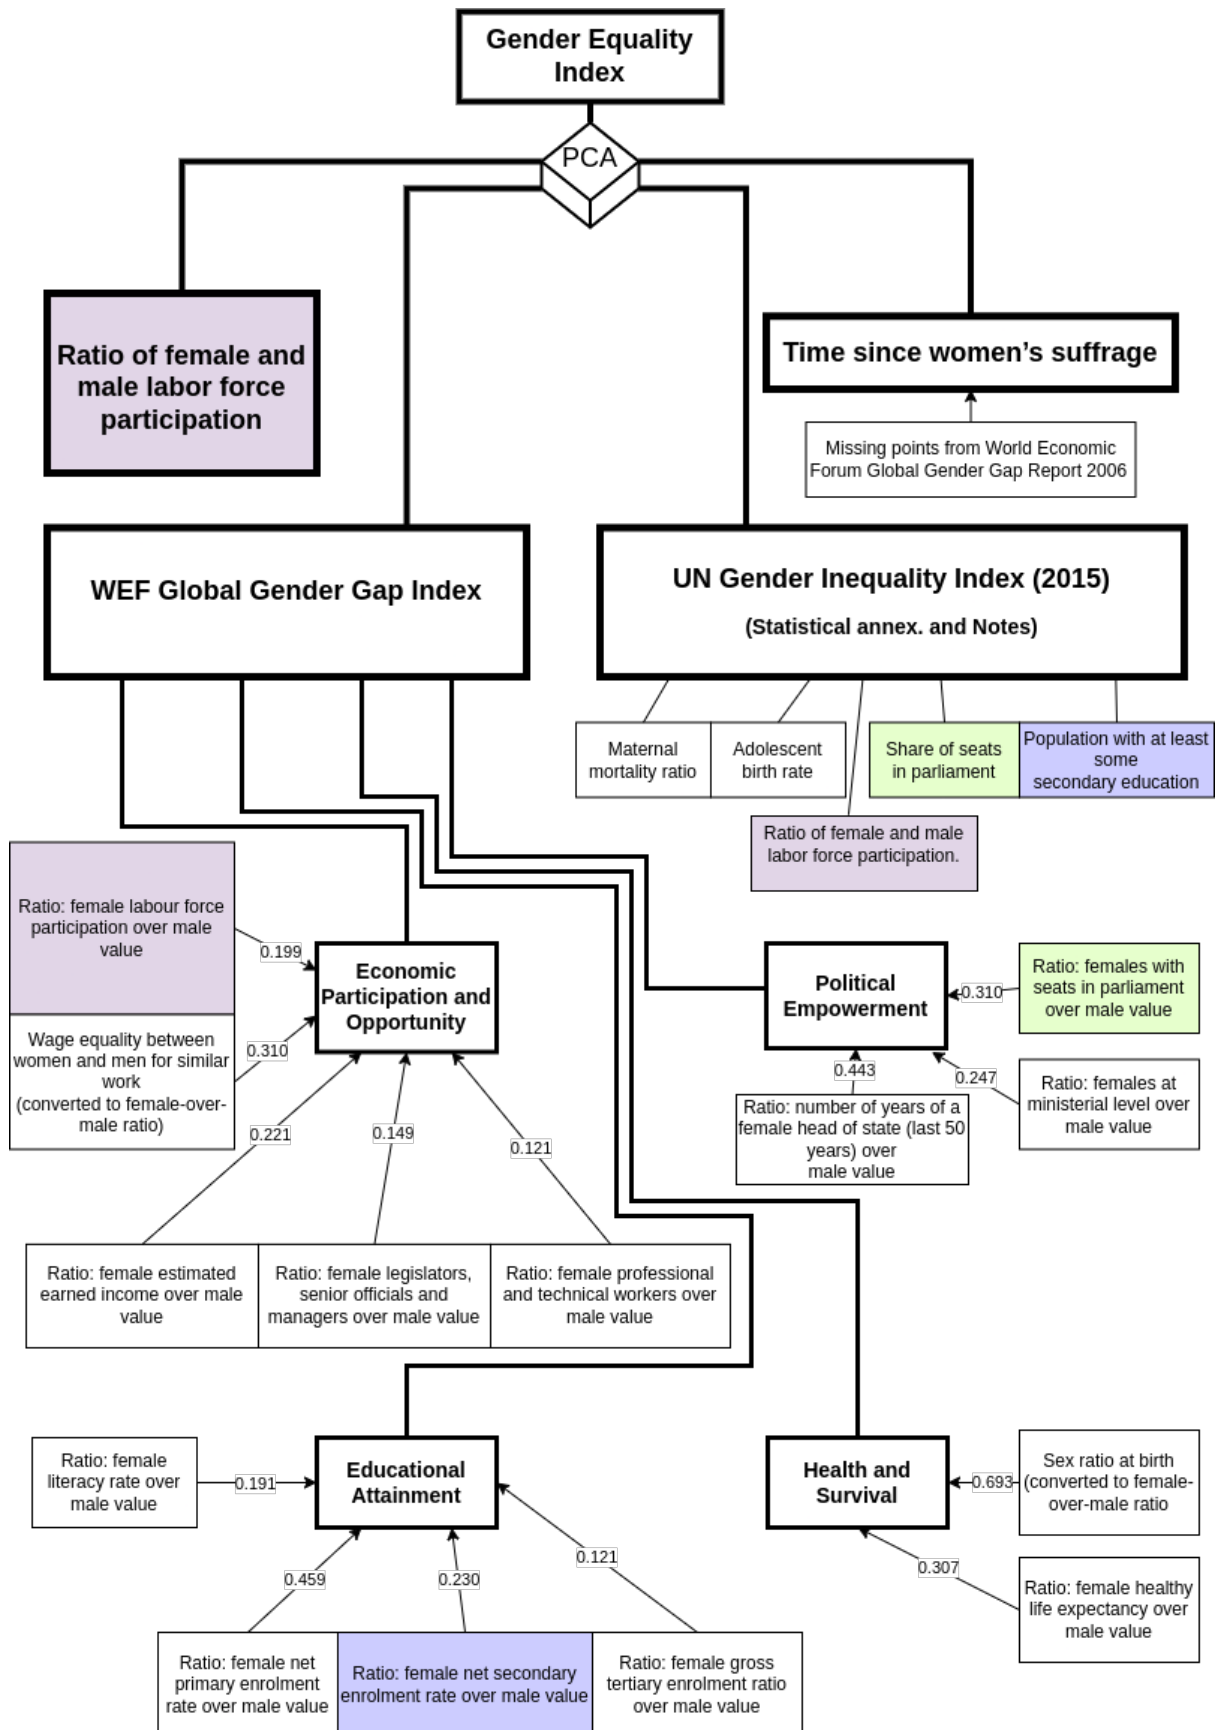 Gender Equality
Index
PCA
Ratio of female and
male labor force
participation
Time since women’s suffrage
Missing points from World Economic
Forum Global Gender Gap Report 2006
WEF Global Gender Gap Index
UN Gender Inequality Index (2015)
(Statistical annex. and Notes)
Maternal
mortality ratio
Adolescent
birth rate
Share of seats
in parliament
Population with at least
some
secondary education
Ratio of female and male
labor force participation.
Ratio: female labour force
participation over male
value
0.199
Economic
Participation and
Opportunity
Political
Empowerment
0.310
Ratio: females with
seats in parliament
over male value
Wage equality between
women and men for similar
work
(converted to female-over-
male ratio)
0.310
0.443
0.247
Ratio: females at
ministerial level over
male value
Ratio: number of years of a
female head of state (last 50
years) over
male value
0.221
0.149
0.121
Ratio: female estimated
earned income over male
value
Ratio: female legislators,
senior officials and
managers over male value
Ratio: female professional
and technical workers over
male value
Ratio: female
literacy rate over
male value
0.191
Educational
Attainment
Health and
Survival
0.693
Sex ratio at birth
(converted to female-
over-male ratio
0.459
0.230
0.121
0.307
Ratio: female healthy
life expectancy over
male value
Ratio: female net
primary enrolment
rate over male value
Ratio: female net secondary
enrolment rate over male value
Ratio: female gross
tertiary enrolment ratio
over male value